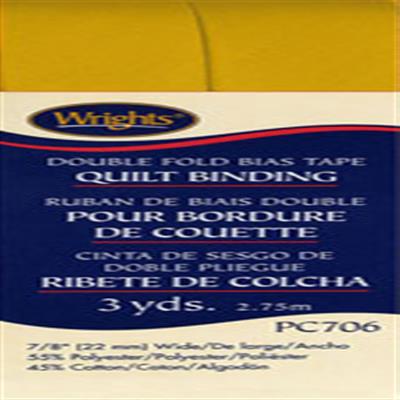 Wrights®
DOUBLE FOLD BIAS TAPE
QUILT BINDING
RUBAN DE BIAIS DOUBLE
POUR BORDURE
DE COUETTE
CINTA DE SESGO DE
DOBLE PLIEGUE
RIBETE DE COLCHA
3 yds. 2.75m
PC706
7/8" (22 mm) Wide/De large/Ancho
55% Polyester/Polyester/Poliéster
45% Cotton/Coton/Algodón